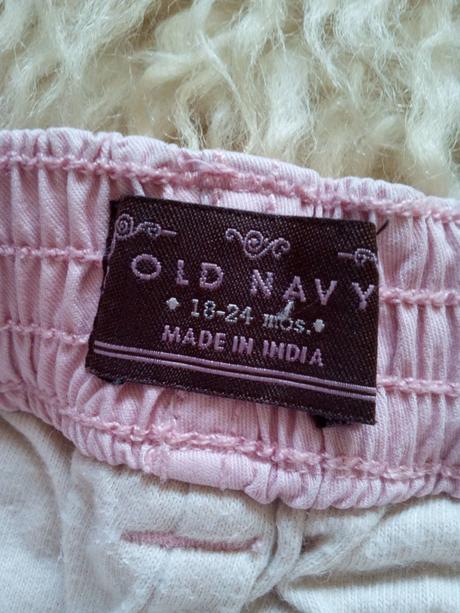 OLD NAVY
• 18-24 mos. •
MADE IN INDIA